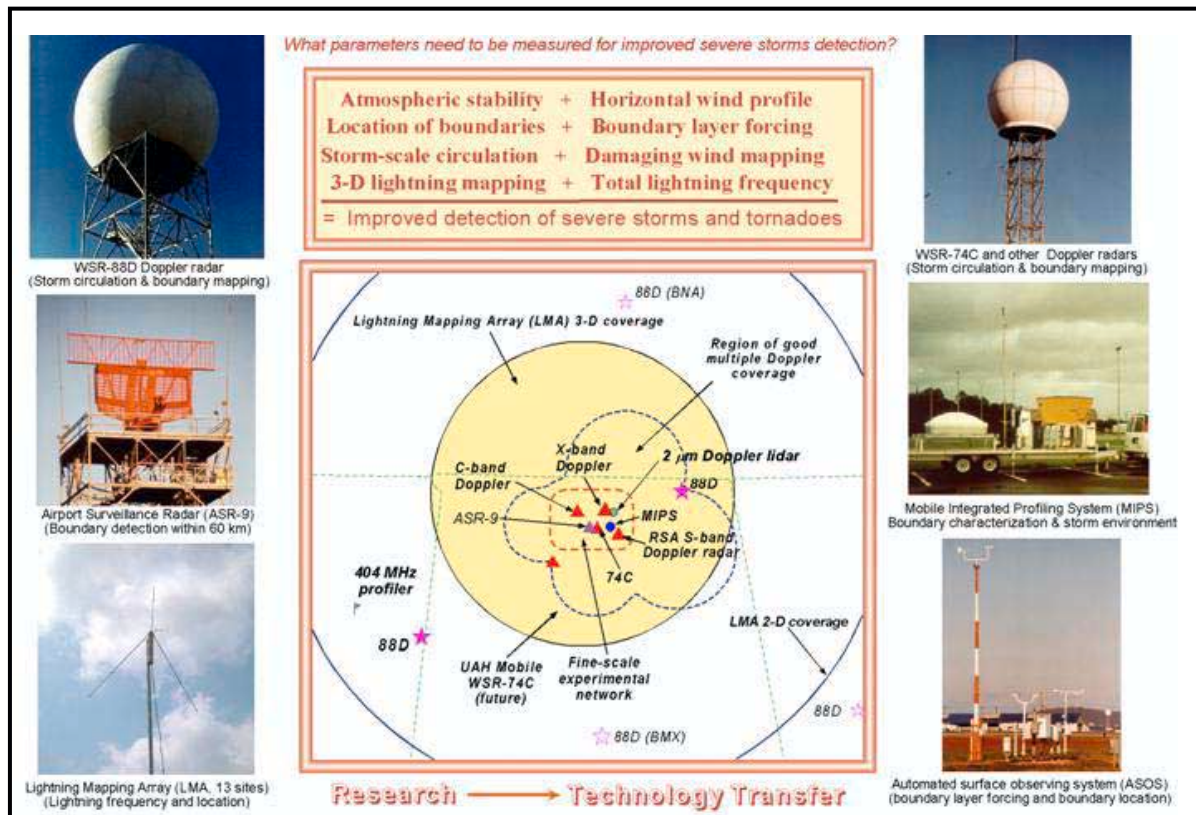 What parameters need to be measured for improved severe storms detection?
Atmospheric stability + Horizontal wind profile
Location of boundaries + Boundary layer forcing
Storm-scale circulation + Damaging wind mapping
3-D lightning mapping + Total lightning frequency
= Improved detection of severe storms and tornadoes
WSR-88D Doppler radar
(Storm circulation & boundary mapping)
WSR-74C and other Doppler radars
(Storm circulation & boundary mapping)
Airport Surveillance Radar (ASR-9)
(Boundary detection within 60 km)
Mobile Integrated Profiling System (MIPS)
Boundary characterization & storm environment
Lightning Mapping Array (LMA, 13 sites)
(Lightning frequency and location)
Automated surface observing system (ASOS)
(boundary layer forcing and boundary location)
88D (BNA)
Lightning Mapping Array (LMA) 3-D coverage
Region of good
multiple Doppler
coverage
X-band
Doppler
2 µm Doppler lidar
C-band
Doppler
88D
ASR-9
MIPS
RSA S-band
Doppler radar
74C
404 MHz
profiler
88D
LMA 2-D coverage
UAH Mobile
WSR-74C
(future)
Fine-scale
experimental
network
88D
88D (BMX)
Research
Technology Transfer